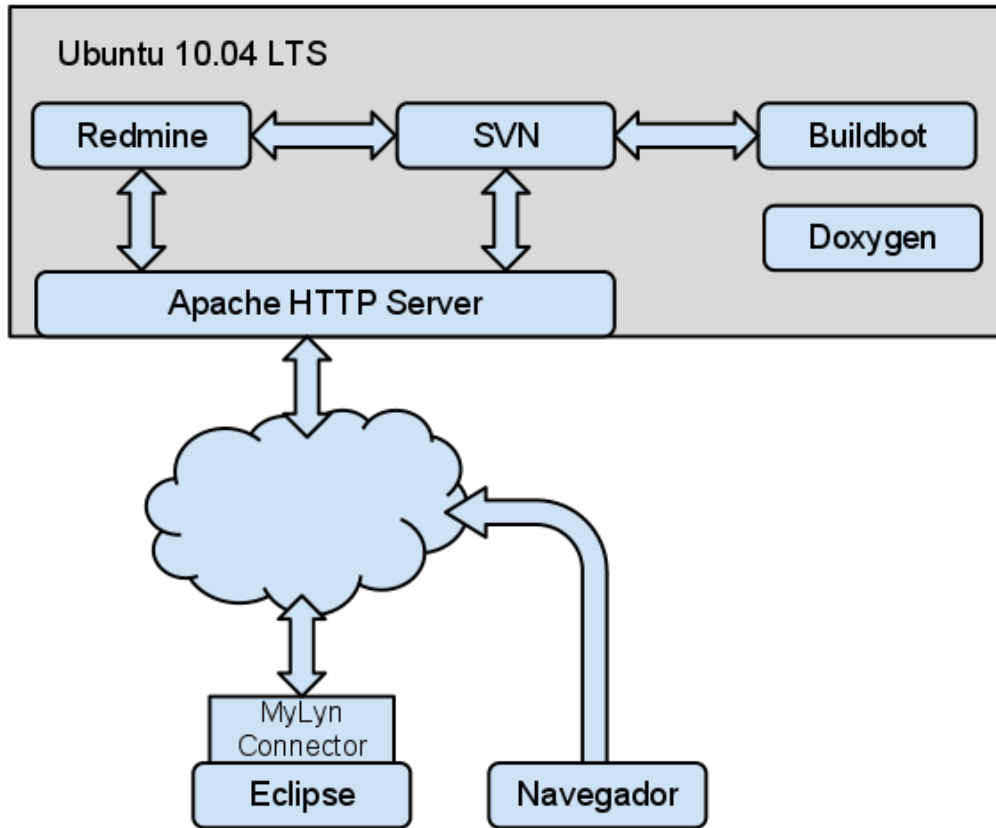 Ubuntu 10.04 LTS
Redmine
SVN
Buildbot
Doxygen
Apache HTTP Server
MyLyn
Connector
Eclipse
Navegador